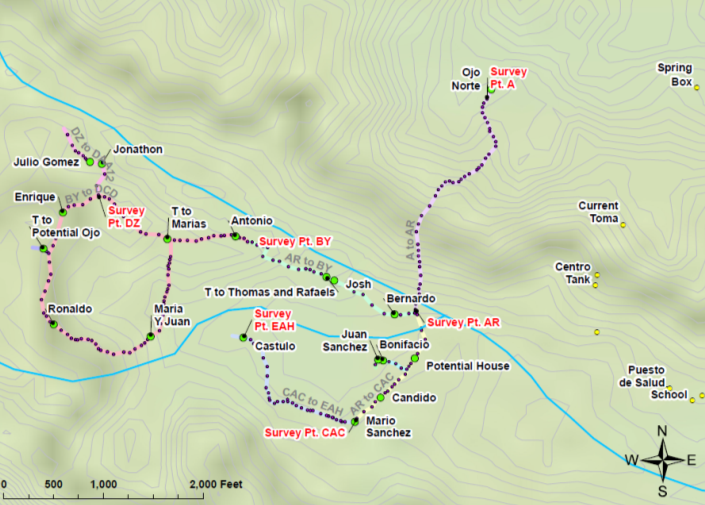 Ojo
Norte
Survey
Pt. A
Spring
Box
DZ to DAA12
Jonathon
Julio Gomez
Enrique
BY to DCD
Survey
Pt. DZ
T to
Potential Ojo
T to
Marias
Antonio
Survey Pt. BY
AR to BY
A to AR
Current
Toma
Centro
Tank
T to Thomas and Rafaels
Josh
Bernardo
Survey Pt. AR
Ronaldo
Maria
Y Juan
Survey
Pt. EAH
Castulo
Juan
Sanchez
Bonifacio
Potential House
CAC to EAH
AR to CAC
Candido
Mario
Sanchez
Survey Pt. CAC
Puesto
de Salud
School
N
W
E
S
0
500
1,000
2,000 Feet